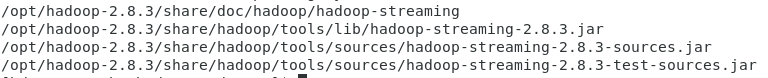 /opt/hadoop-2.8.3/share/doc/hadoop/hadoop-streaming
/opt/hadoop-2.8.3/share/hadoop/tools/lib/hadoop-streaming-2.8.3.jar
/opt/hadoop-2.8.3/share/hadoop/tools/sources/hadoop-streaming-2.8.3-sources.jar
/opt/hadoop-2.8.3/share/hadoop/tools/sources/hadoop-streaming-2.8.3-test-sources.jar